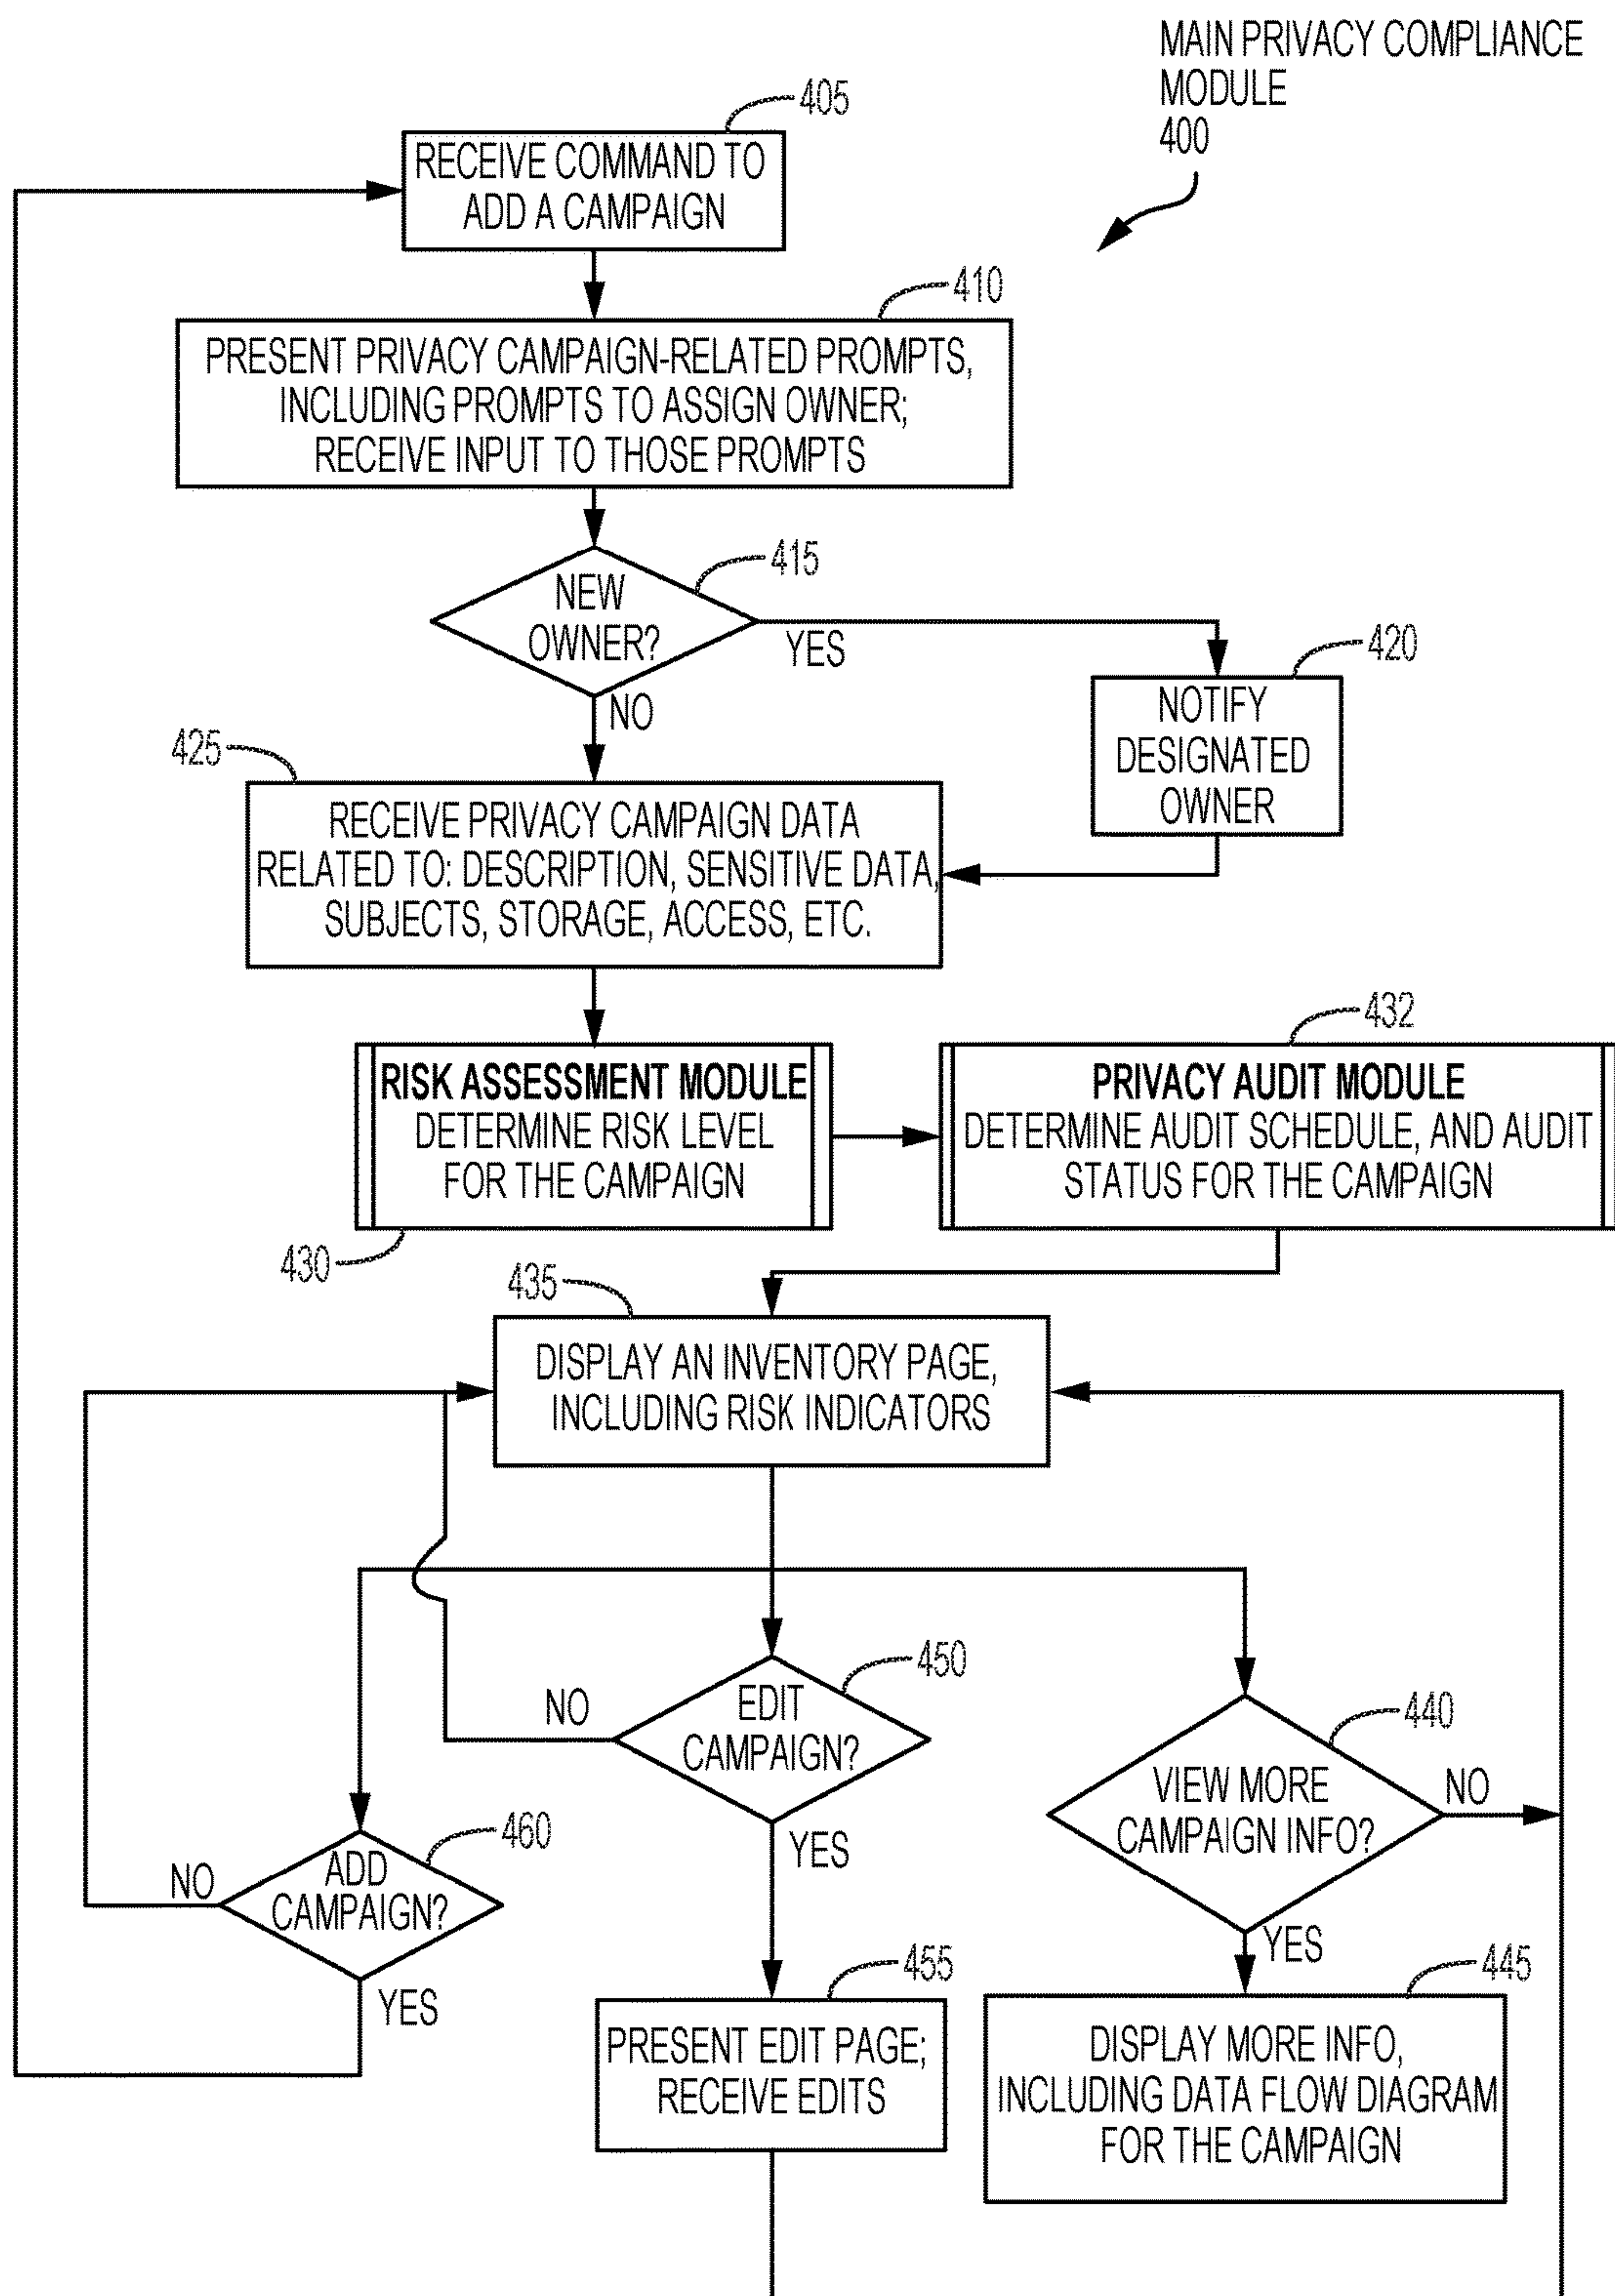 MAIN PRIVACY COMPLIANCE
MODULE
400
405
RECEIVE COMMAND TO
ADD A CAMPAIGN
410
PRESENT PRIVACY CAMPAIGN-RELATED PROMPTS,
INCLUDING PROMPTS TO ASSIGN OWNER;
RECEIVE INPUT TO THOSE PROMPTS
415
NEW
OWNER?
YES
NO
420
NOTIFY
DESIGNATED
OWNER
425
RECEIVE PRIVACY CAMPAIGN DATA
RELATED TO: DESCRIPTION, SENSITIVE DATA,
SUBJECTS, STORAGE, ACCESS, ETC.
RISK ASSESSMENT MODULE
DETERMINE RISK LEVEL
FOR THE CAMPAIGN
430
432
PRIVACY AUDIT MODULE
DETERMINE AUDIT SCHEDULE, AND AUDIT
STATUS FOR THE CAMPAIGN
435
DISPLAY AN INVENTORY PAGE,
INCLUDING RISK INDICATORS
450
EDIT
CAMPAIGN?
NO
YES
440
VIEW MORE
CAMPAIGN INFO?
NO
YES
460
ADD
CAMPAIGN?
NO
YES
455
PRESENT EDIT PAGE;
RECEIVE EDITS
445
DISPLAY MORE INFO,
INCLUDING DATA FLOW DIAGRAM
FOR THE CAMPAIGN